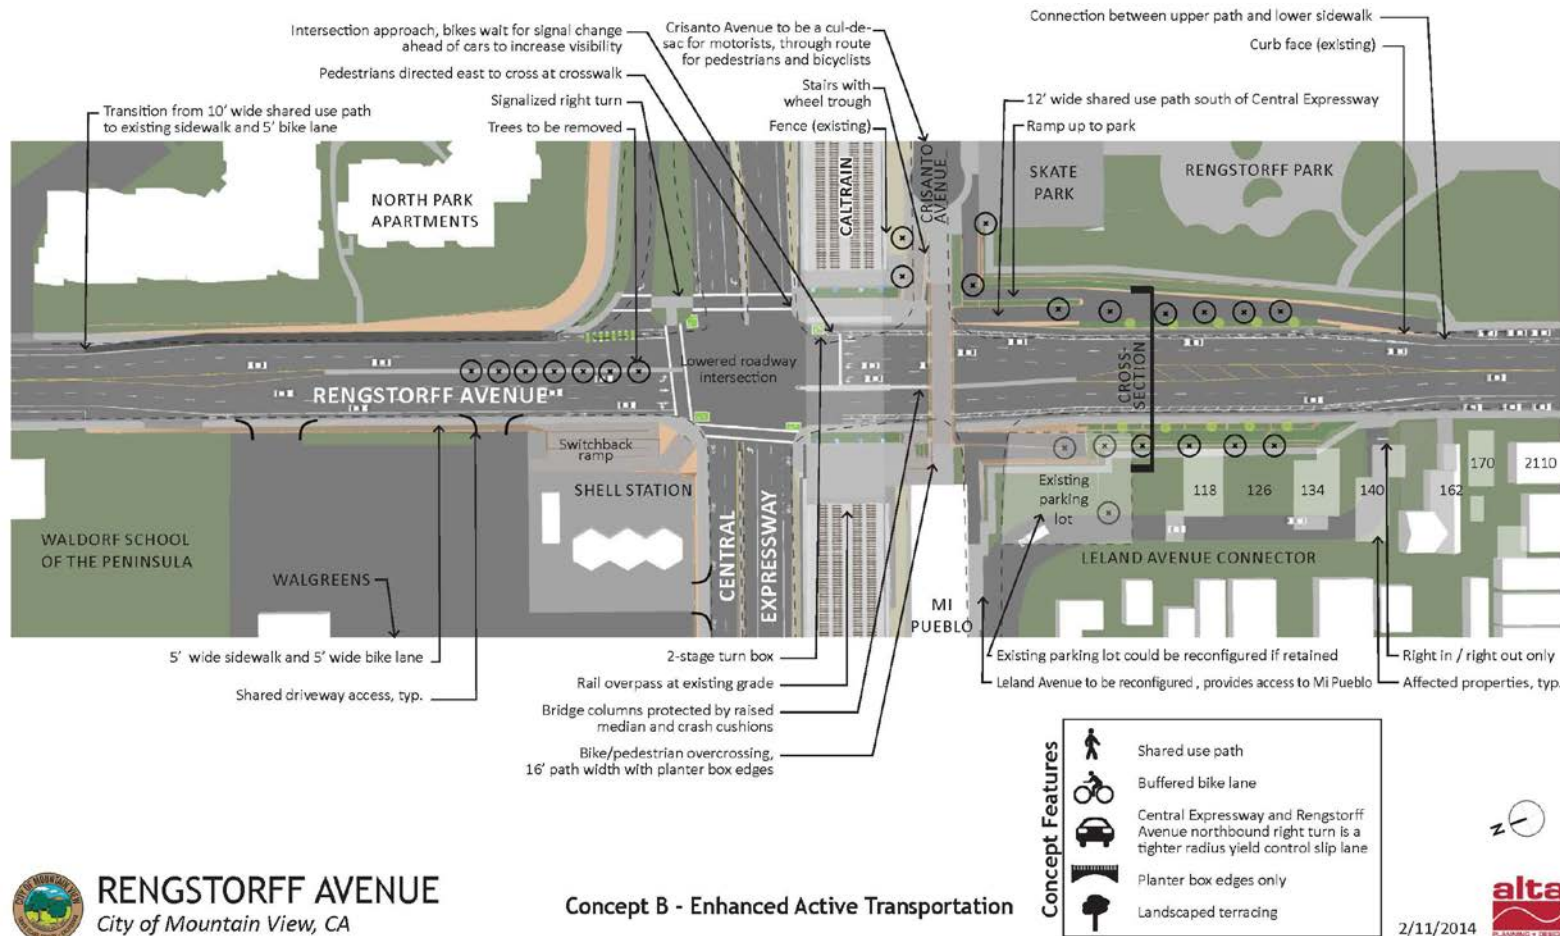 Intersection approach, bikes wait for signal change
ahead of cars to increase visibility
Pedestrians directed east to cross at crosswalk
Signalized right turn
Trees to be removed
Transition from 10' wide shared use path
to existing sidewalk and 5' bike lane
Crisanto Avenue to be a cul-de-
sac for motorists, through route
for pedestrians and bicyclists
Stairs with
wheel trough
Fence (existing)
Connection between upper path and lower sidewalk
Curb face (existing)
12' wide shared use path south of Central Expressway
Ramp up to park
NORTH PARK
APARTMENTS
CALTRAIN
CRISANTO
AVENUE
SKATE
PARK
RENGSTORFF PARK
Lowered roadway
intersection
RENGSTORFF AVENUE
CROSS-
SECTION
Switchback
ramp
SHELL STATION
WALDORF SCHOOL
OF THE PENINSULA
WALGREENS
CENTRAL
EXPRESSWAY
MI
PUEBLO
Existing
parking
lot
118
126
134
140
162
170
2110
LELAND AVENUE CONNECTOR
5' wide sidewalk and 5' wide bike lane
Shared driveway access, typ.
2-stage turn box
Rail overpass at existing grade
Bridge columns protected by raised
median and crash cushions
Bike/pedestrian overcrossing,
16' path width with planter box edges
Existing parking lot could be reconfigured if retained
Leland Avenue to be reconfigured , provides access to Mi Pueblo
Right in / right out only
Affected properties, typ.
Concept Features
Shared use path
Buffered bike lane
Central Expressway and Rengstorff
Avenue northbound right turn is a
tighter radius yield control slip lane
Planter box edges only
Landscaped terracing
N
CITY OF MOUNTAIN VIEW
RENGSTORFF AVENUE
City of Mountain View, CA
Concept B - Enhanced Active Transportation
2/11/2014
alta
PLANNING + DESIGN